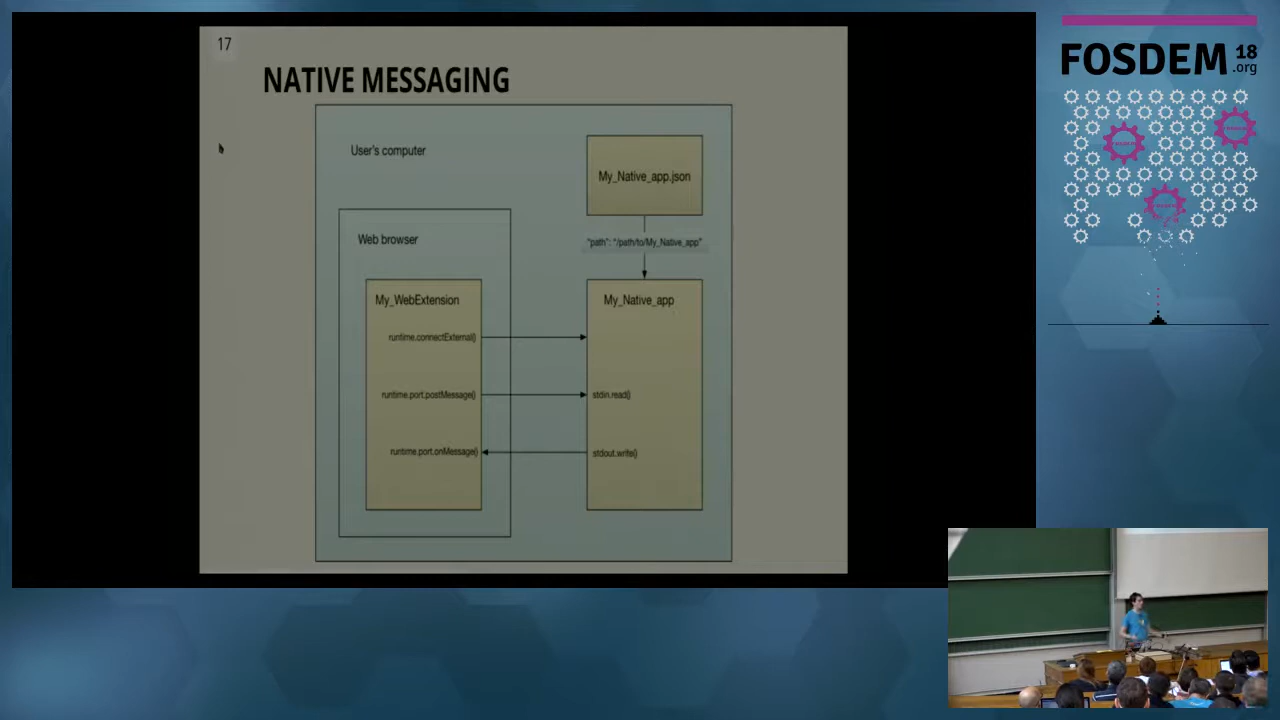 17
NATIVE MESSAGING
User's computer
My_Native_app.json
"path": "/path/to/My_Native_app"
Web browser
My_WebExtension
My_Native_app
runtime.connectExternal()
runtime.port.postMessage()
stdin.read()
runtime.port.onMessage()
stdout.write()
FOSDEM 18
.org